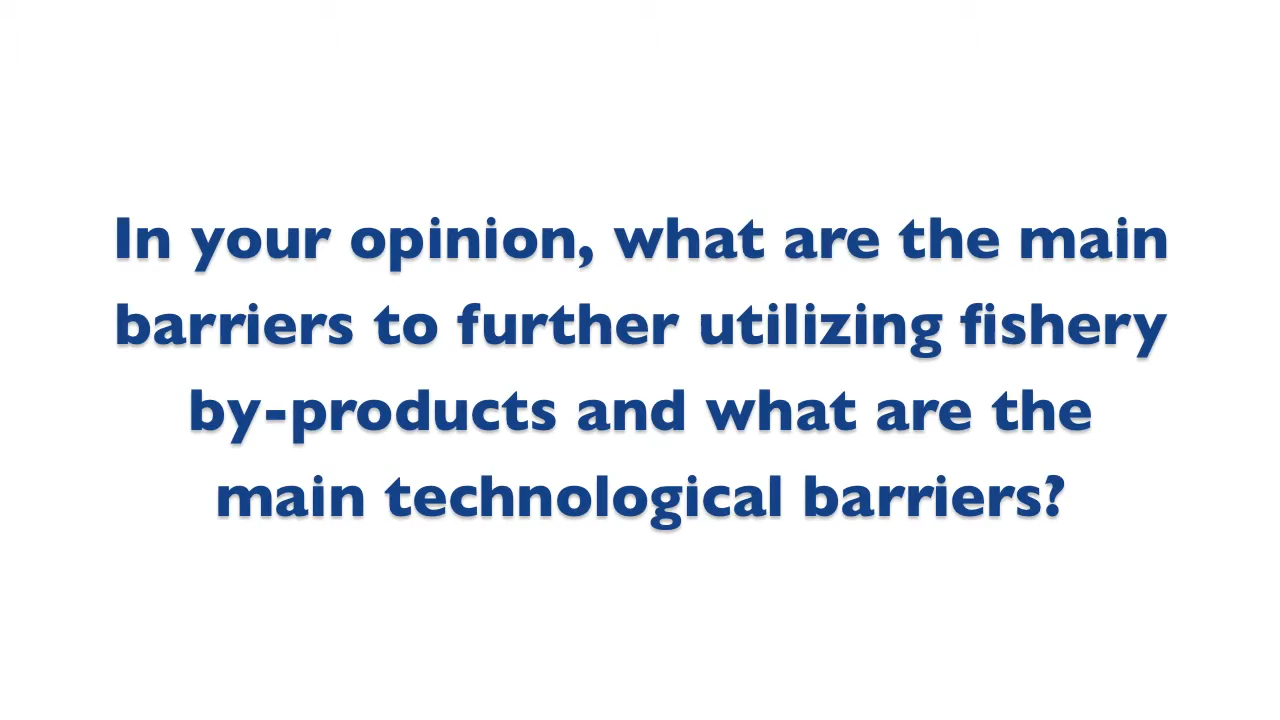 In your opinion, what are the main
barriers to further utilizing fishery
by-products and what are the
main technological barriers?